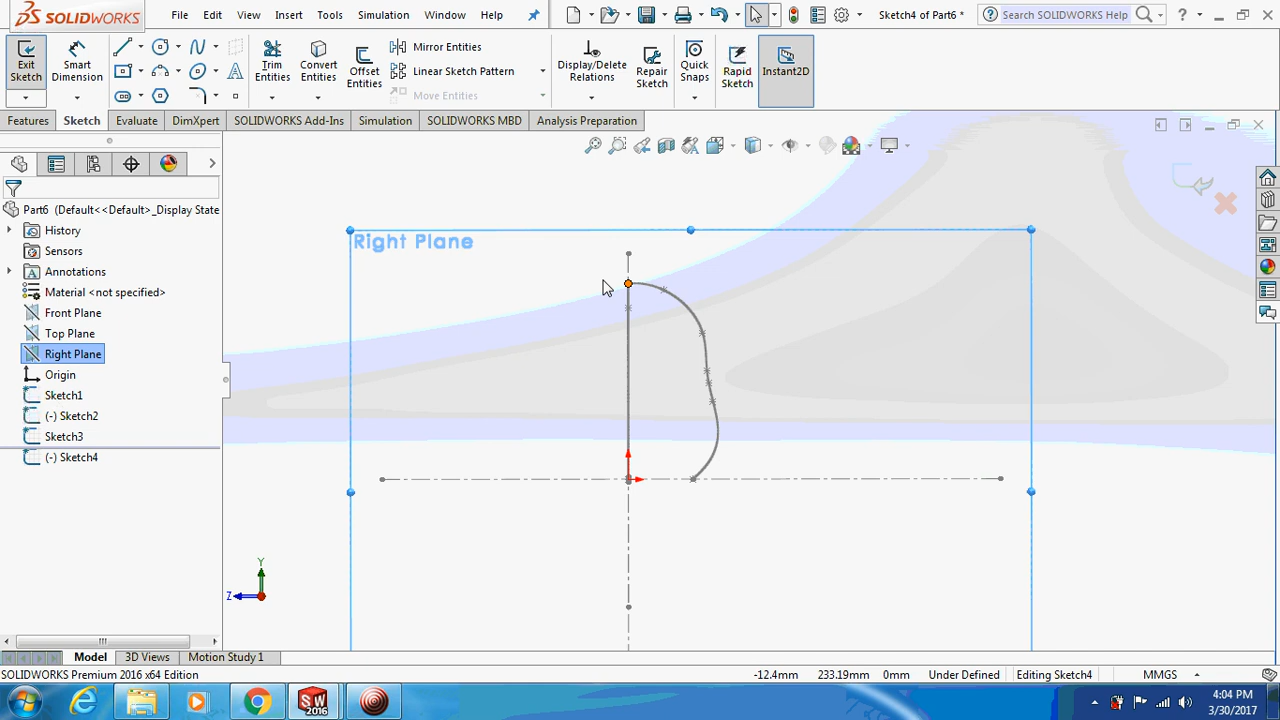 SOLIDWORKS File Edit View Insert Tools Simulation Window Help Sketch4 of Part6 * Search SOLIDWORKS Help ?
Exit Sketch
Smart Dimension
Trim Entities
Convert Entities
Offset Entities
Mirror Entities
Linear Sketch Pattern
Move Entities
Display/Delete Relations
Repair Sketch
Quick Snaps
Rapid Sketch
Instant2D
Features Sketch Evaluate DimXpert SOLIDWORKS Add-Ins Simulation SOLIDWORKS MBD Analysis Preparation
Part6 (Default<<Default>_Display State
History
Sensors
Annotations
Material <not specified>
Front Plane
Top Plane
Right Plane
Origin
Sketch1
(-) Sketch2
Sketch3
(-) Sketch4
Right Plane
Y
Z
Model 3D Views Motion Study 1
SOLIDWORKS Premium 2016 x64 Edition -12.4mm 233.19mm 0mm Under Defined Editing Sketch4 MMGS
SW 2016
4:04 PM
3/30/2017